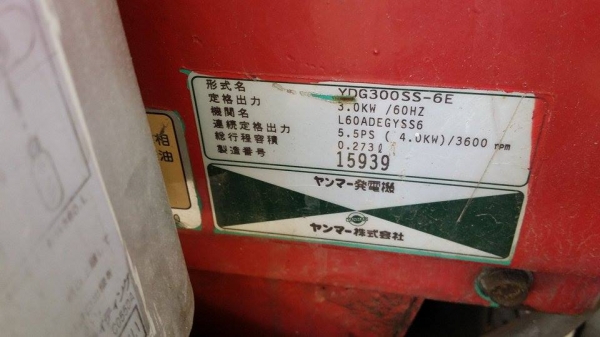 形式名 YDG300SS-6E
定格出力 3.0KW /60HZ
機関名 L60ADEGYSS6
連続定格出力 5.5PS ( 4.0KW)/3600 rpm
総行程容積 0.273ℓ
製造番号 15939
ヤンマー発電機
ヤンマー株式会社
相
油